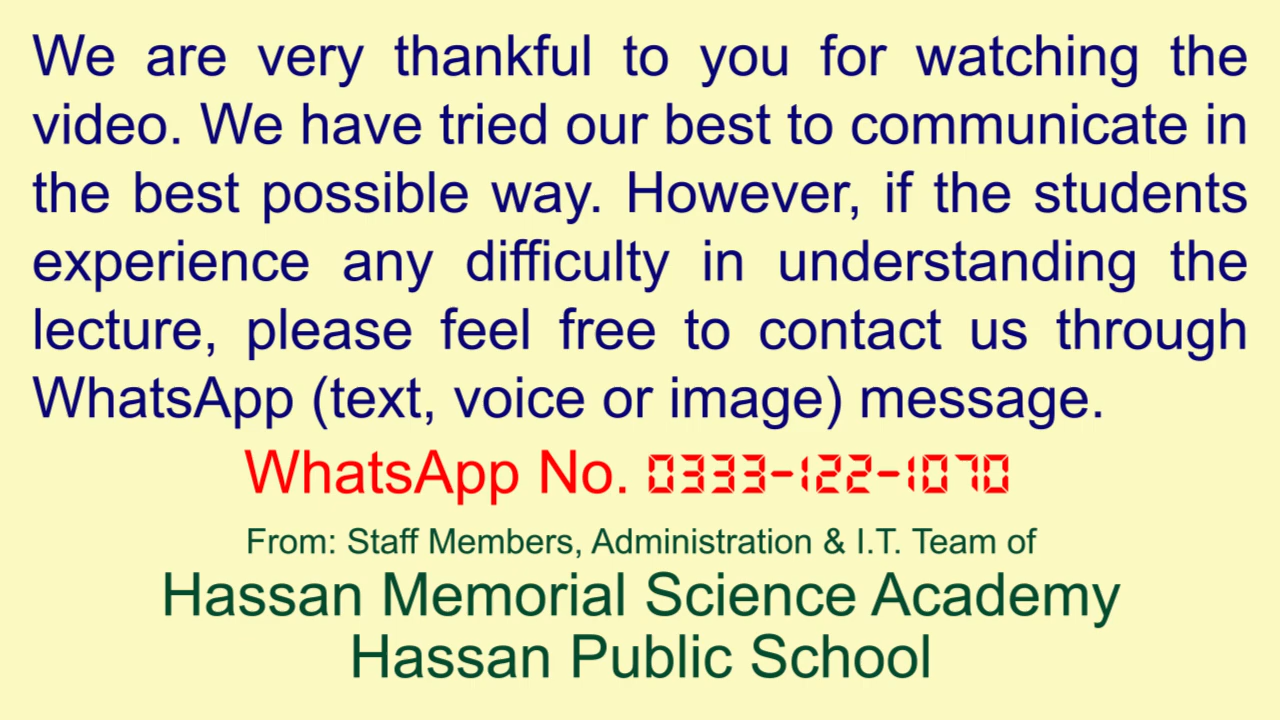 We are very thankful to you for watching the
video. We have tried our best to communicate in
the best possible way. However, if the students
experience any difficulty in understanding the
lecture, please feel free to contact us through
WhatsApp (text, voice or image) message.
WhatsApp No. 0333-122-1070
From: Staff Members, Administration & I.T. Team of
Hassan Memorial Science Academy
Hassan Public School